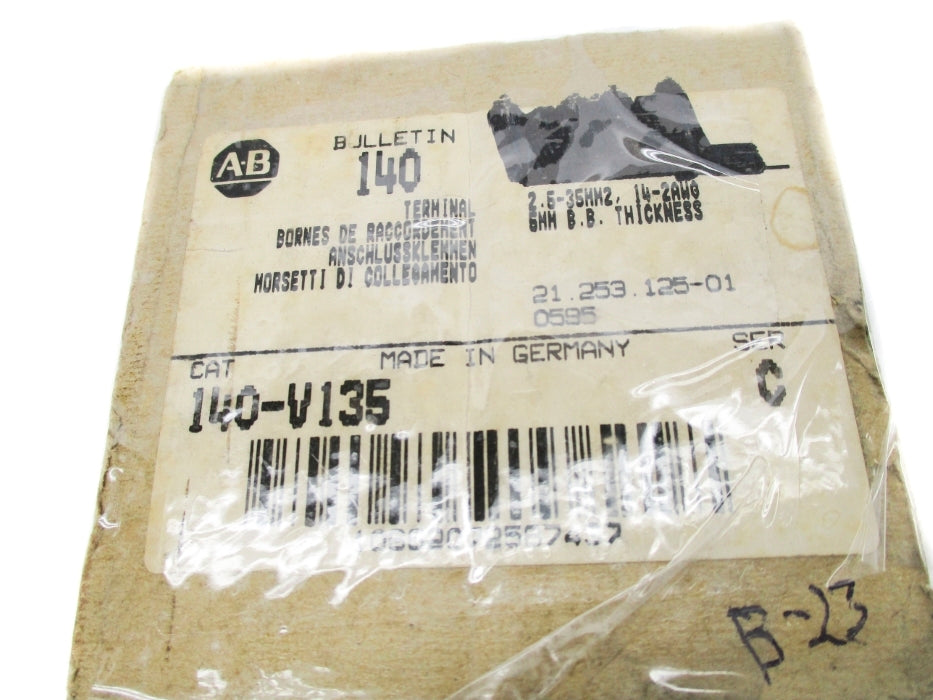 A-B
BULLETIN
140
TERMINAL
BORNES DE RACCORDEMENT
ANSCHLUSSKLEMMEN
MORSETTI DI COLLEGAMENTO
2.5-35MM2, 14-2AWG
8MM B.B. THICKNESS
21.253.125-01
0595
MADE IN GERMANY
CAT
140-V135
SER
C
B-23